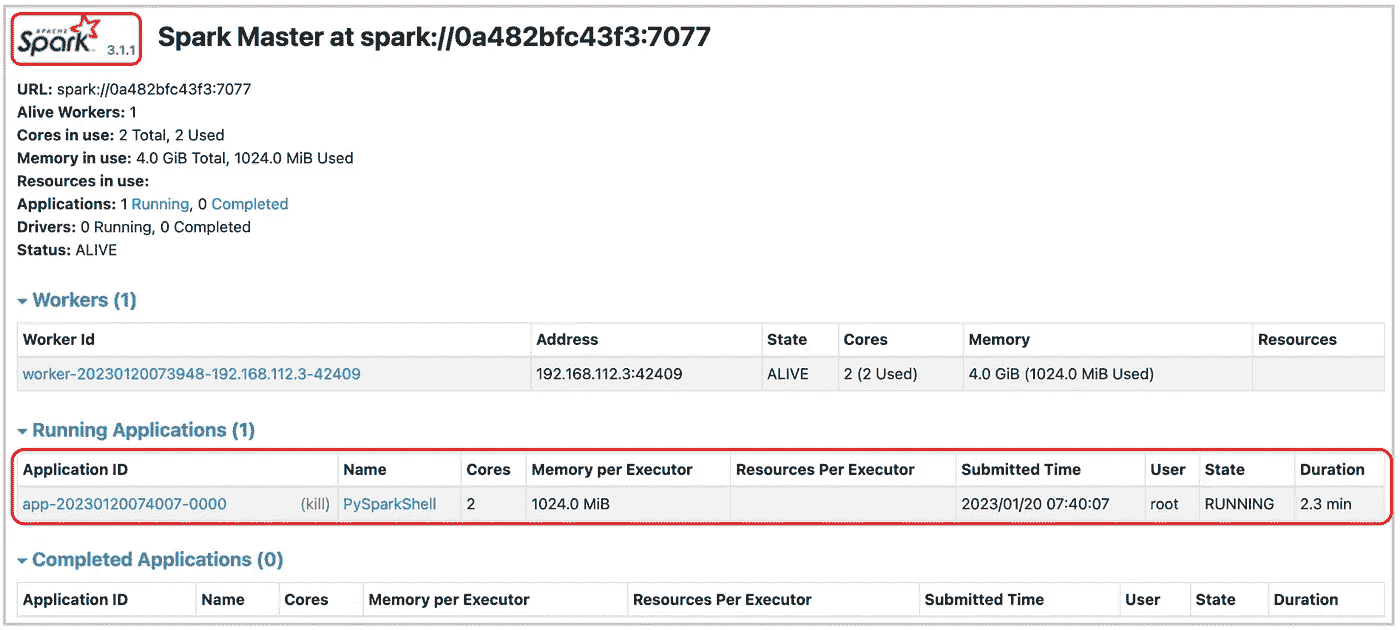 APACHE
Spark 3.1.1 Spark Master at spark://0a482bfc43f3:7077
URL: spark://0a482bfc43f3:7077
Alive Workers: 1
Cores in use: 2 Total, 2 Used
Memory in use: 4.0 GiB Total, 1024.0 MiB Used
Resources in use:
Applications: 1 Running, 0 Completed
Drivers: 0 Running, 0 Completed
Status: ALIVE
Workers (1)
Worker Id Address State Cores Memory Resources
worker-20230120073948-192.168.112.3-42409 192.168.112.3:42409 ALIVE 2 (2 Used) 4.0 GiB (1024.0 MiB Used)
Running Applications (1)
Application ID Name Cores Memory per Executor Resources Per Executor Submitted Time User State Duration
app-20230120074007-0000 (kill) PySparkShell 2 1024.0 MiB 2023/01/20 07:40:07 root RUNNING 2.3 min
Completed Applications (0)
Application ID Name Cores Memory per Executor Resources Per Executor Submitted Time User State Duration